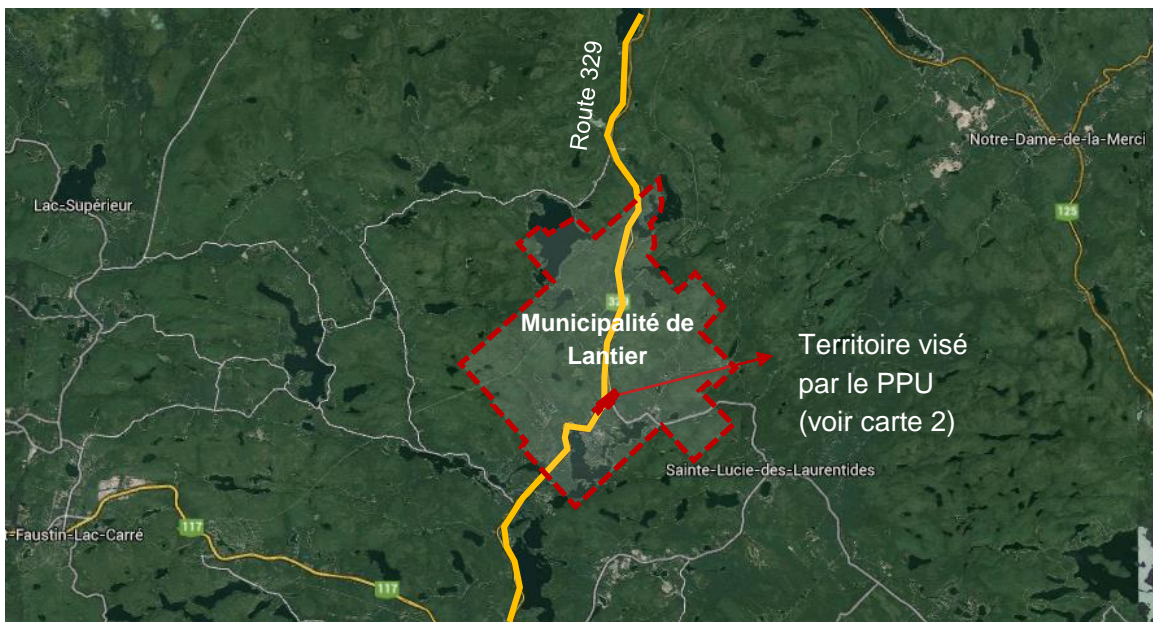 Route 329
Notre-Dame-de-la-Merci
Lac-Supérieur
125
329
Municipalité de
Lantier
Territoire visé
par le PPU
(voir carte 2)
Sainte-Lucie-des-Laurentides
117
t-Faustin-Lac-Carré
117